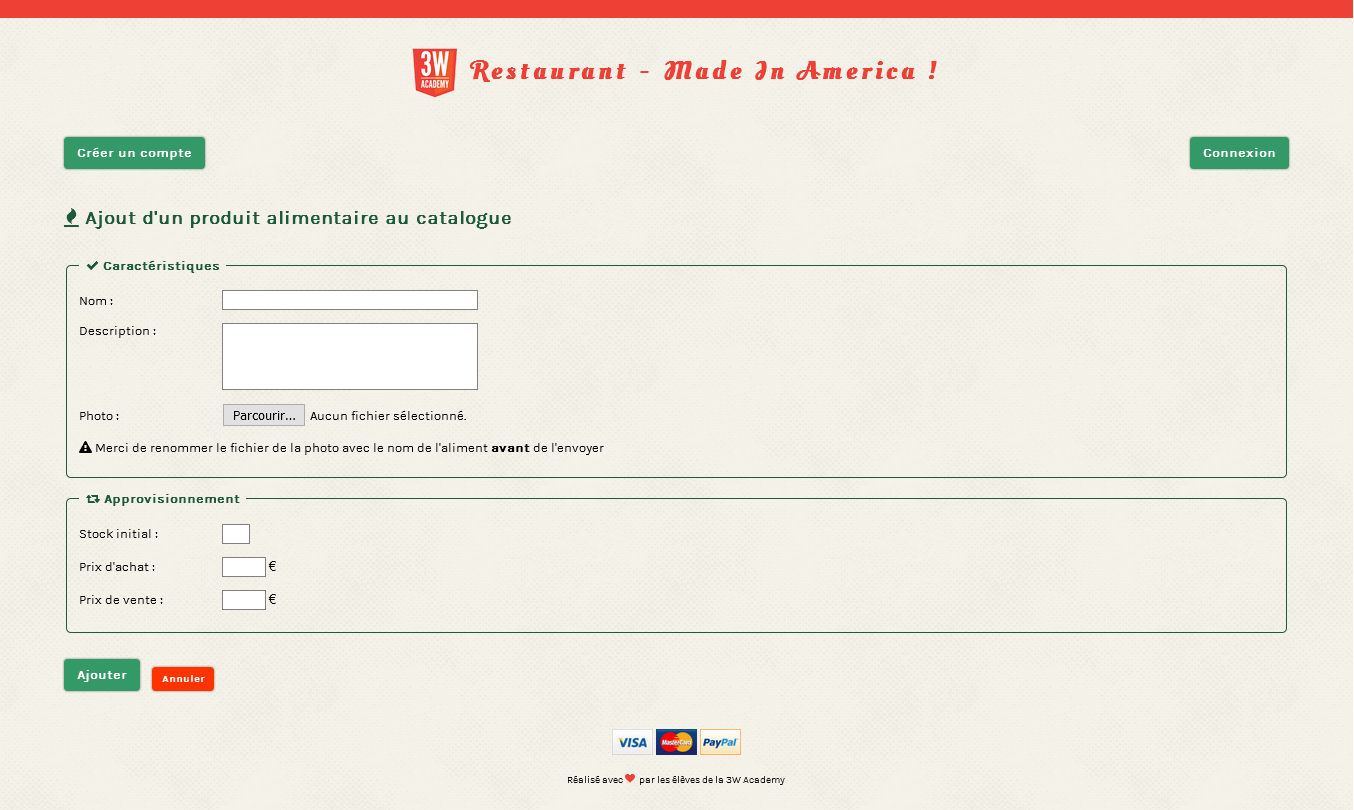 3W
ACADEMY
Restaurant - Made In America !
Créer un compte
Connexion
Ajout d'un produit alimentaire au catalogue
Caractéristiques
Nom :
Description :
Photo : Parcourir... Aucun fichier sélectionné.
Merci de renommer le fichier de la photo avec le nom de l'aliment avant de l'envoyer
Approvisionnement
Stock initial :
Prix d'achat : €
Prix de vente : €
Ajouter Annuler
VISA MasterCard PayPal
Réalisé avec par les élèves de la 3W Academy